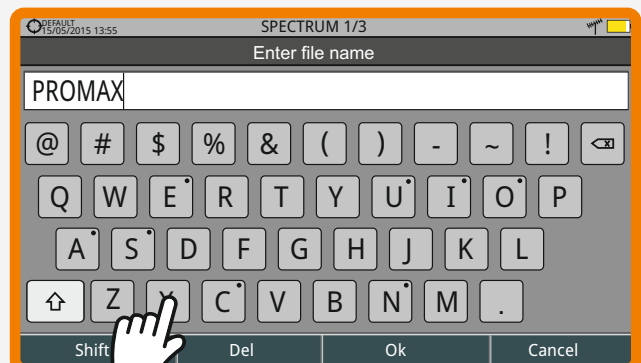 DEFAULT
15/05/2015 13:55
SPECTRUM 1/3
Enter file name
PROMAX
@ # $ % & ( ) - ~ !
Q W E R T Y U I O P
A S D F G H J K L
Z X C V B N M .
Shift Del Ok Cancel